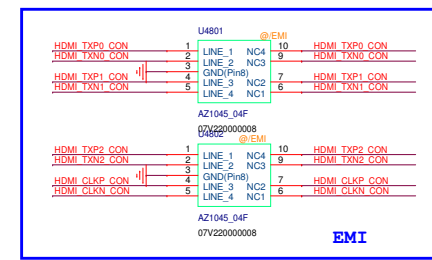 U4801
@/EMI
HDMI_TXP0_CON 1 LINE_1 NC4 10 HDMI_TXP0_CON
HDMI_TXN0_CON 2 LINE_2 NC3 9 HDMI_TXN0_CON
3 GND(Pin8)
HDMI_TXP1_CON 4 LINE_3 NC2 7 HDMI_TXP1_CON
HDMI_TXN1_CON 5 LINE_4 NC1 6 HDMI_TXN1_CON
AZ1045_04F
07V220000008
U4802
@/EMI
HDMI_TXP2_CON 1 LINE_1 NC4 10 HDMI_TXP2_CON
HDMI_TXN2_CON 2 LINE_2 NC3 9 HDMI_TXN2_CON
3 GND(Pin8)
HDMI_CLKP_CON 4 LINE_3 NC2 7 HDMI_CLKP_CON
HDMI_CLKN_CON 5 LINE_4 NC1 6 HDMI_CLKN_CON
AZ1045_04F
07V220000008
EMI